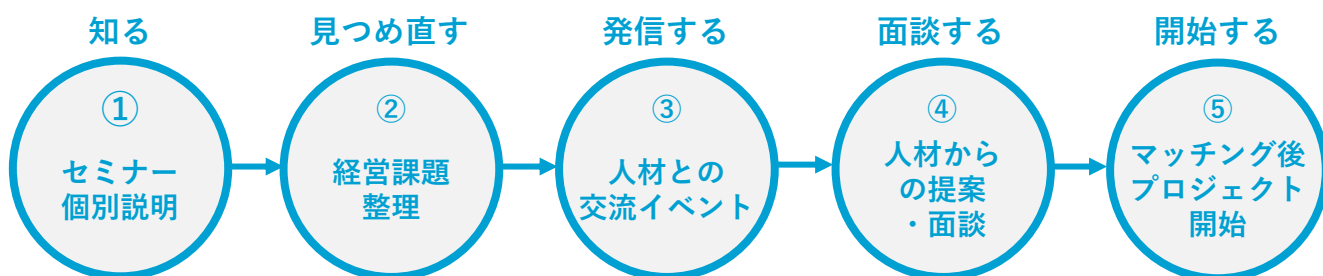 知る
①
セミナー
個別説明
見つめ直す
②
経営課題
整理
発信する
③
人材との
交流イベント
面談する
④
人材から
の提案
・面談
開始する
⑤
マッチング後
プロジェクト
開始